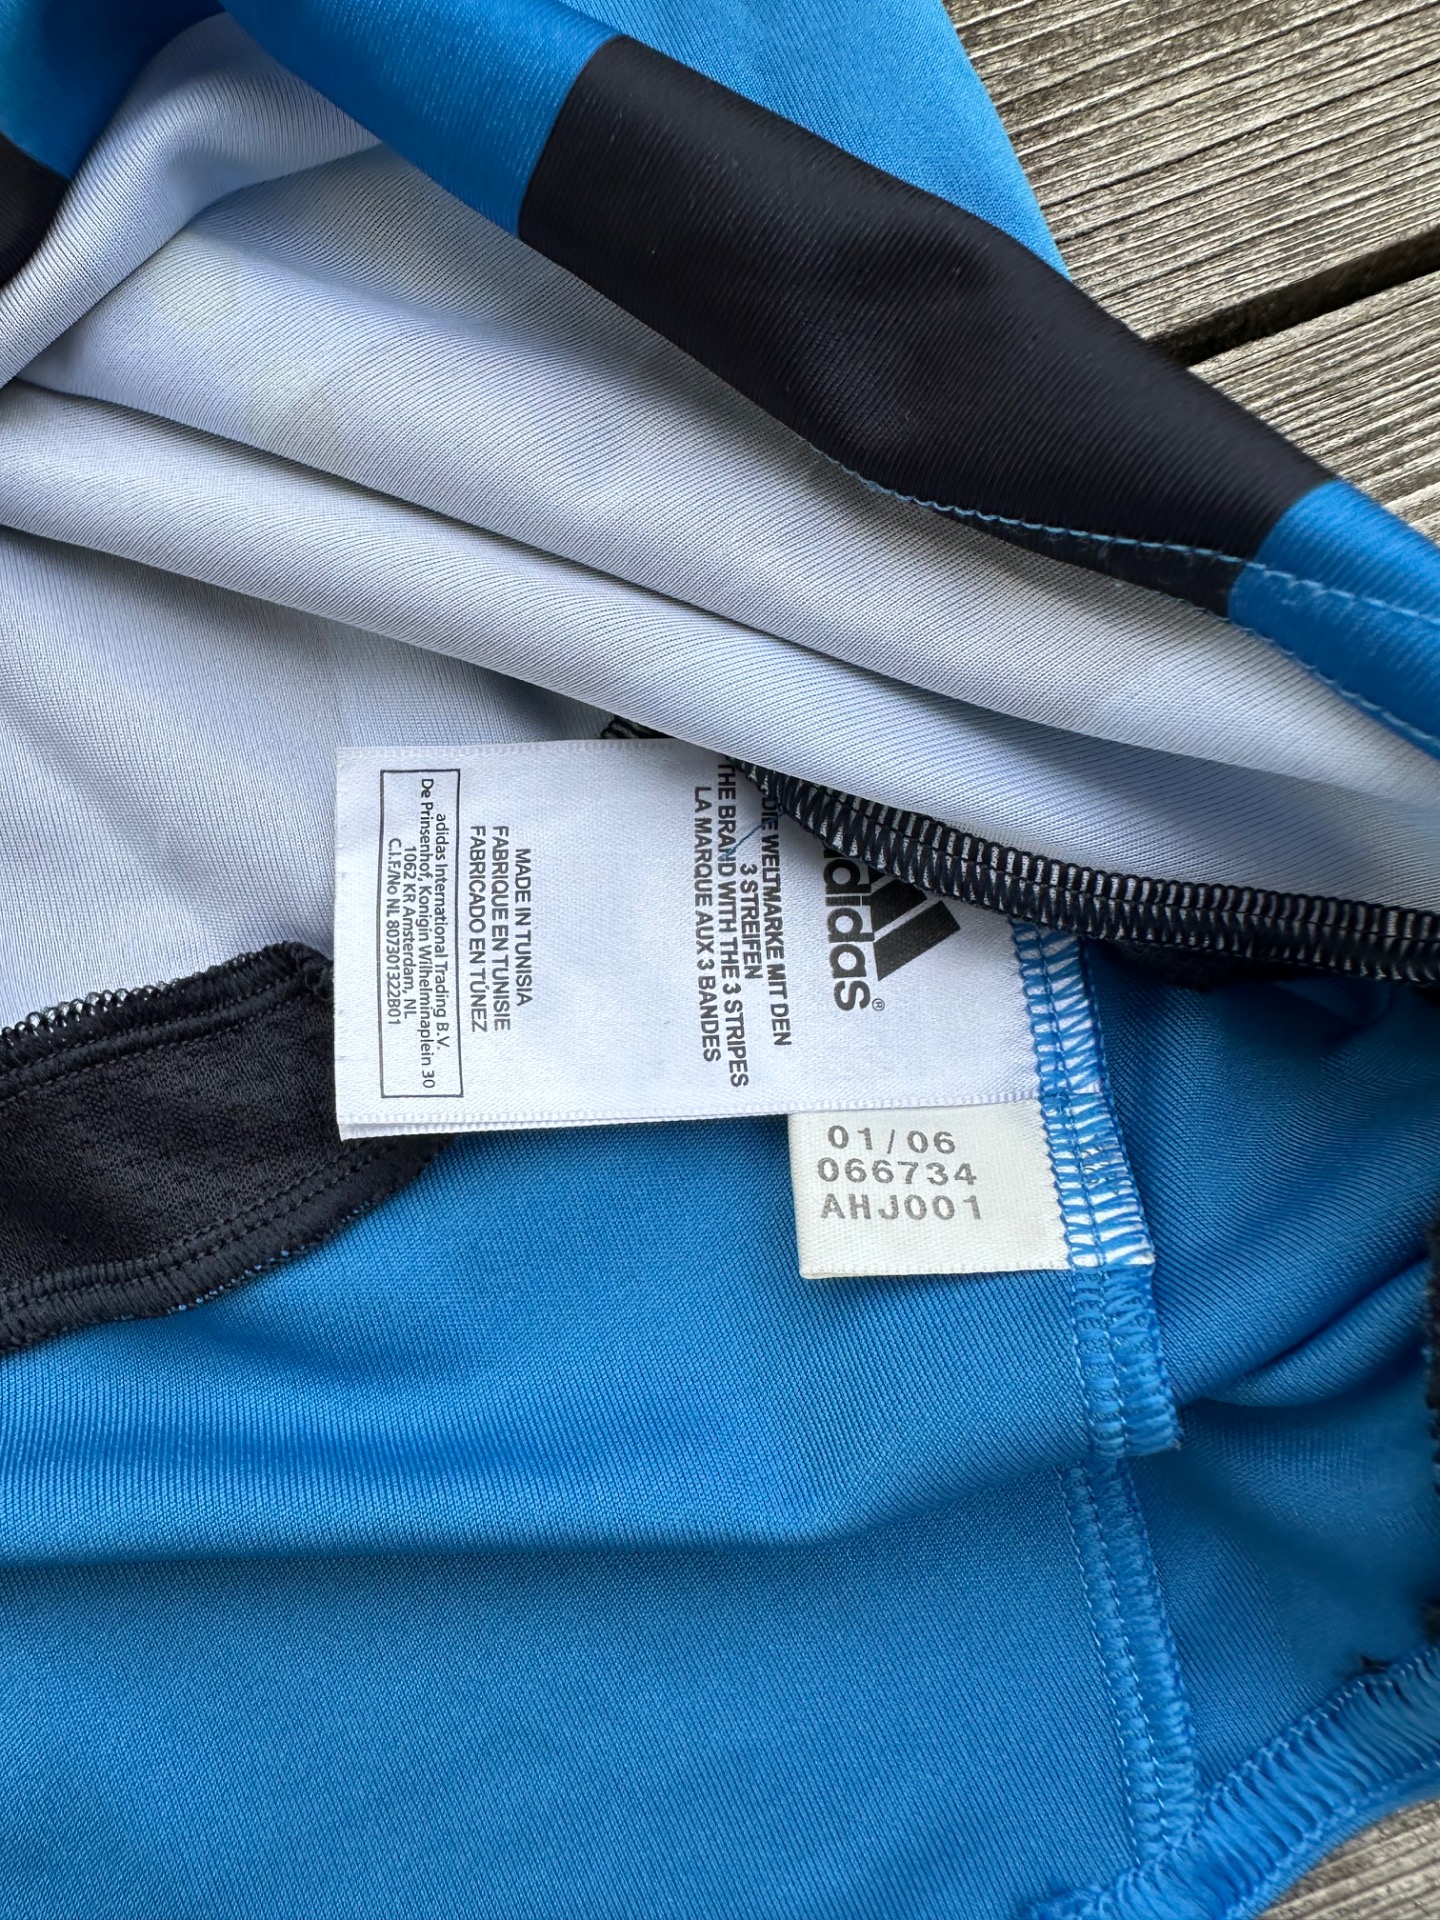 adidas®
DIE WELTMARKE MIT DEN
3 STREIFEN
THE BRAND WITH THE 3 STRIPES
LA MARQUE AUX 3 BANDES
MADE IN TUNISIA
FABRIQUE EN TUNISIE
FABRICADO EN TÚNEZ
adidas International Trading B.V.
De Prinsenhof, Konigin Wilhelminaplein 30
1062 KR Amsterdam, NL
C.I.F./No NL 807301322B01
01/06
066734
AHJ001